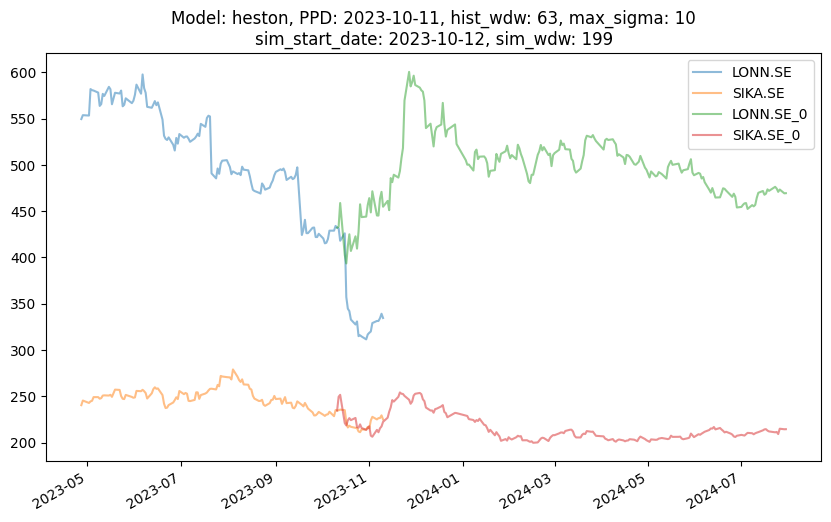 Model: heston, PPD: 2023-10-11, hist_wdw: 63, max_sigma: 10
sim_start_date: 2023-10-12, sim_wdw: 199
LONN.SE
SIKA.SE
LONN.SE_0
SIKA.SE_0
600
550
500
450
400
350
300
250
200
2023-05
2023-07
2023-09
2023-11
2024-01
2024-03
2024-05
2024-07